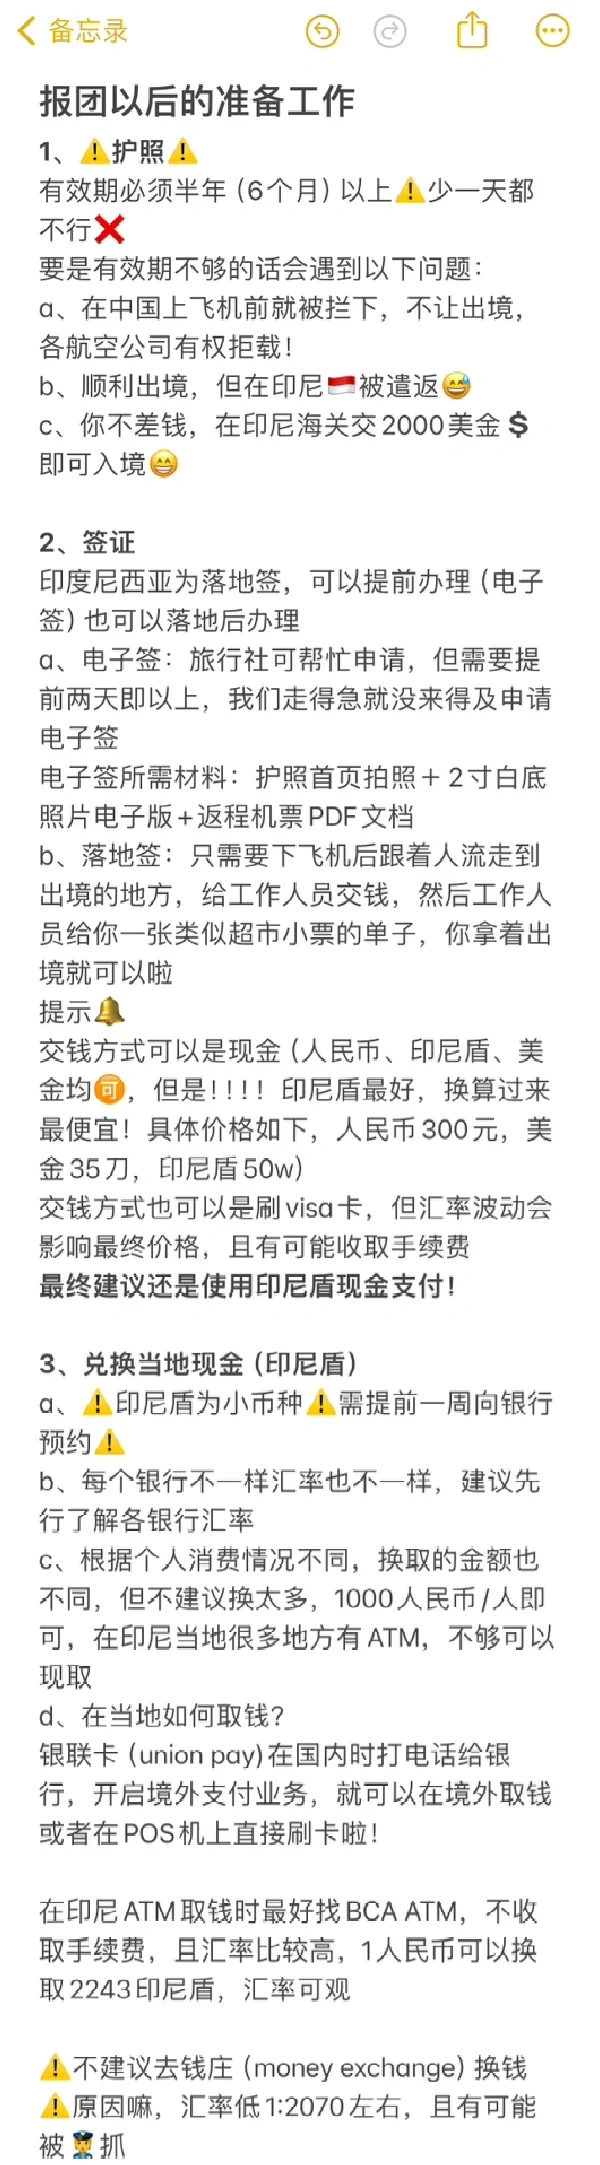 备忘录
报团以后的准备工作
1、⚠️护照⚠️
有效期必须半年（6个月）以上⚠️少一天都
不行❌
要是有效期不够的话会遇到以下问题：
a、在中国上飞机前就被拦下，不让出境，
各航空公司有权拒载！
b、顺利出境，但在印尼🇮🇩被遣返😅
c、你不差钱，在印尼海关交2000美金💲
即可入境😁
2、签证
印度尼西亚为落地签，可以提前办理（电子
签）也可以落地后办理
a、电子签：旅行社可帮忙申请，但需要提
前两天即以上，我们走得急就没来得及申请
电子签
电子签所需材料：护照首页拍照＋2寸白底
照片电子版+返程机票PDF文档
b、落地签：只需要下飞机后跟着人流走到
出境的地方，给工作人员交钱，然后工作人
员给你一张类似超市小票的单子，你拿着出
境就可以啦
提示🔔
交钱方式可以是现金（人民币、印尼盾、美
金均🉑，但是！！！！印尼盾最好，换算过来
最便宜！具体价格如下，人民币300元，美
金35刀，印尼盾50w）
交钱方式也可以是刷visa卡，但汇率波动会
影响最终价格，且有可能收取手续费
最终建议还是使用印尼盾现金支付！
3、兑换当地现金（印尼盾）
a、⚠️印尼盾为小币种⚠️需提前一周向银行
预约⚠️
b、每个银行不一样汇率也不一样，建议先
行了解各银行汇率
c、根据个人消费情况不同，换取的金额也
不同，但不建议换太多，1000人民币/人即
可，在印尼当地很多地方有ATM，不够可以
现取
d、在当地如何取钱？
银联卡（union pay)在国内时打电话给银
行，开启境外支付业务，就可以在境外取钱
或者在POS机上直接刷卡啦！
在印尼ATM取钱时最好找BCA ATM，不收
取手续费，且汇率比较高，1人民币可以换
取2243印尼盾，汇率可观
⚠️不建议去钱庄（money exchange）换钱
⚠️原因嘛，汇率低1:2070左右，且有可能
被👮抓